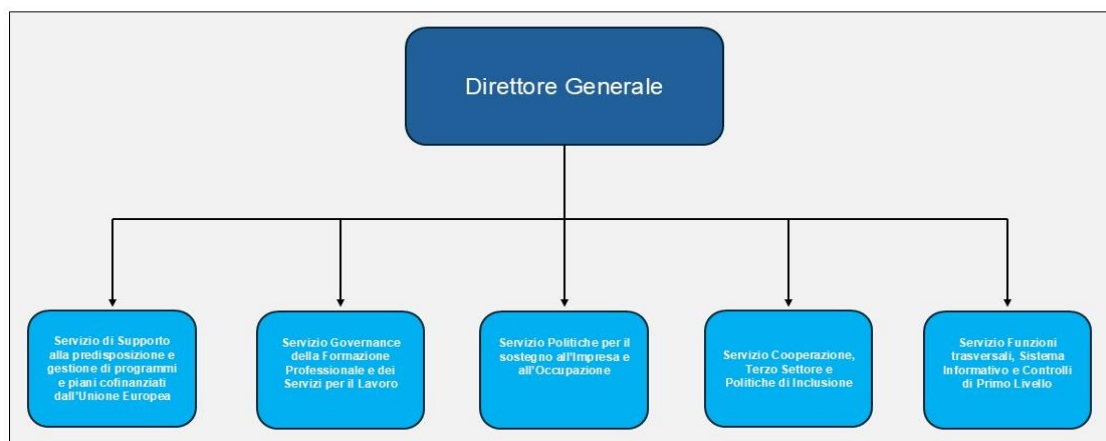 Direttore Generale
Servizio di Supporto
alla predisposizione e
gestione di programmi
e piani cofinanziati
dall'Unione Europea
Servizio Governance
della Formazione
Professionale e dei
Servizi per il Lavoro
Servizio Politiche per il
sostegno all'Impresa e
all'Occupazione
Servizio Cooperazione,
Terzo Settore e
Politiche di Inclusione
Servizio Funzioni
trasversali, Sistema
Informativo e Controlli
di Primo Livello